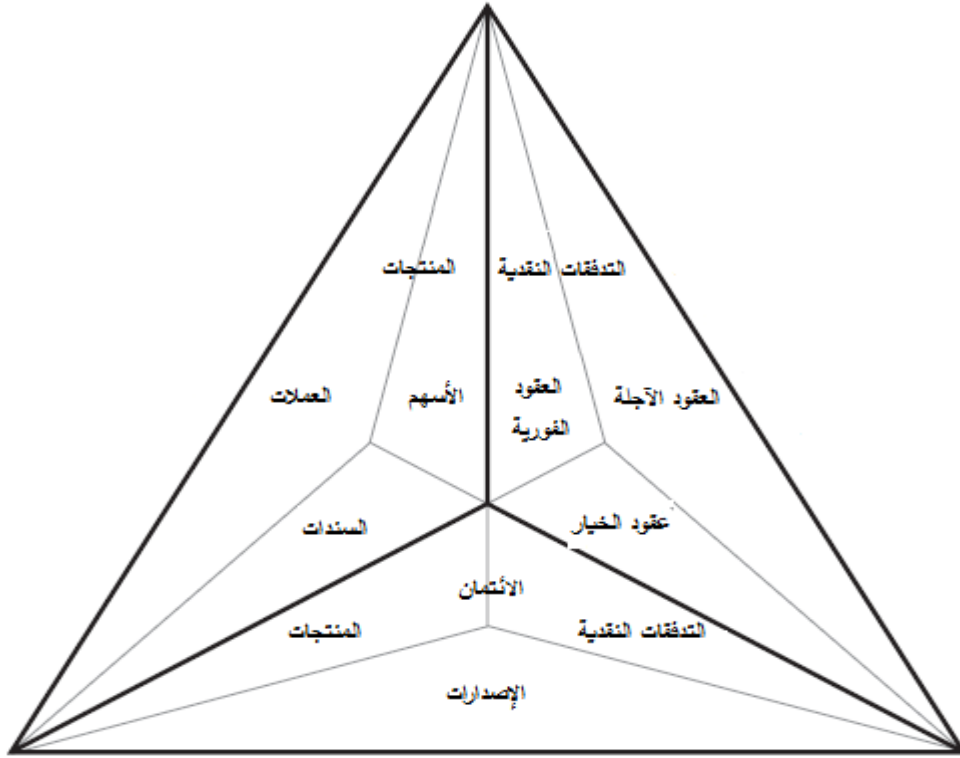 التدفقات النقدية
المنتجات
العقود الآجلة
العقود
الفورية
الأسهم
العملات
عقود الخيار
السندات
الائتمان
التدفقات النقدية
المنتجات
الإصدارات